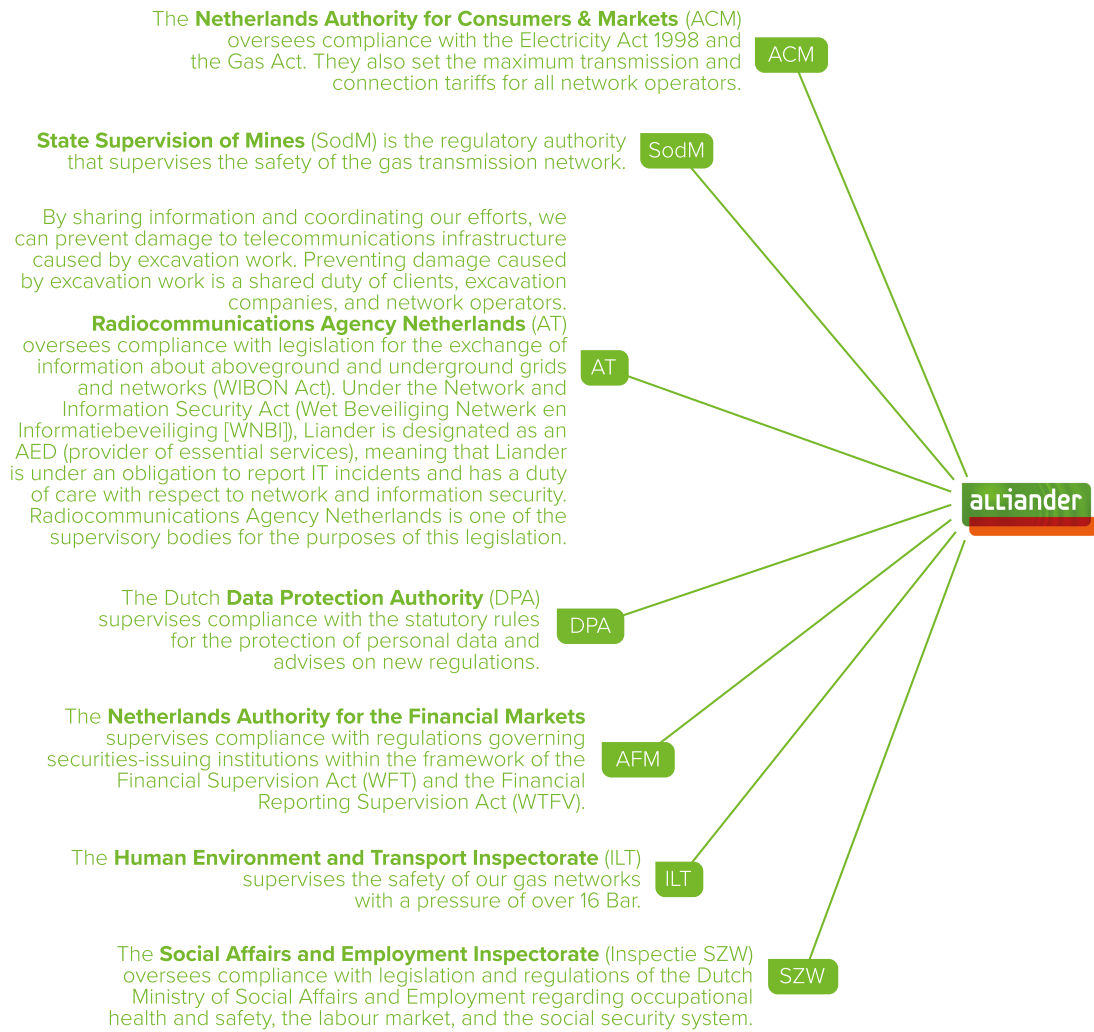 The Netherlands Authority for Consumers & Markets (ACM)
oversees compliance with the Electricity Act 1998 and
the Gas Act. They also set the maximum transmission and
connection tariffs for all network operators.
ACM
State Supervision of Mines (SodM) is the regulatory authority
that supervises the safety of the gas transmission network.
SodM
By sharing information and coordinating our efforts, we
can prevent damage to telecommunications infrastructure
caused by excavation work. Preventing damage caused
by excavation work is a shared duty of clients, excavation
companies, and network operators.
Radiocommunications Agency Netherlands (AT)
oversees compliance with legislation for the exchange of
information about aboveground and underground grids
and networks (WIBON Act). Under the Network and
Information Security Act (Wet Beveiliging Netwerk en
Informatiebeveiliging [WNBI]), Liander is designated as an
AED (provider of essential services), meaning that Liander
is under an obligation to report IT incidents and has a duty
of care with respect to network and information security.
Radiocommunications Agency Netherlands is one of the
supervisory bodies for the purposes of this legislation.
AT
alliander
The Dutch Data Protection Authority (DPA)
supervises compliance with the statutory rules
for the protection of personal data and
advises on new regulations.
DPA
The Netherlands Authority for the Financial Markets
supervises compliance with regulations governing
securities-issuing institutions within the framework of the
Financial Supervision Act (WFT) and the Financial
Reporting Supervision Act (WTFV).
AFM
The Human Environment and Transport Inspectorate (ILT)
supervises the safety of our gas networks
with a pressure of over 16 Bar.
ILT
The Social Affairs and Employment Inspectorate (Inspectie SZW)
oversees compliance with legislation and regulations of the Dutch
Ministry of Social Affairs and Employment regarding occupational
health and safety, the labour market, and the social security system.
SZW